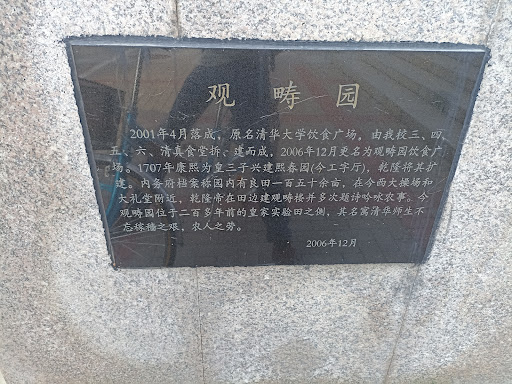 观畴园
2001年4月落成，原名清华大学饮食广场，由我校三、四、
五、六、清真食堂拆、建而成，2006年12月更名为观畴园饮食广
场。1707年康熙为皇三子兴建熙春园(今工字厅)，乾隆将其扩
建。内务府档案称园内有良田一百五十余亩，在今西大操场和
大礼堂附近，乾隆帝在田边建观畴楼并多次题诗吟咏农事。今
观畴园位于二百多年前的皇家实验田之侧，其名寓清华师生不
忘稼穑之艰，农人之劳。
2006年12月